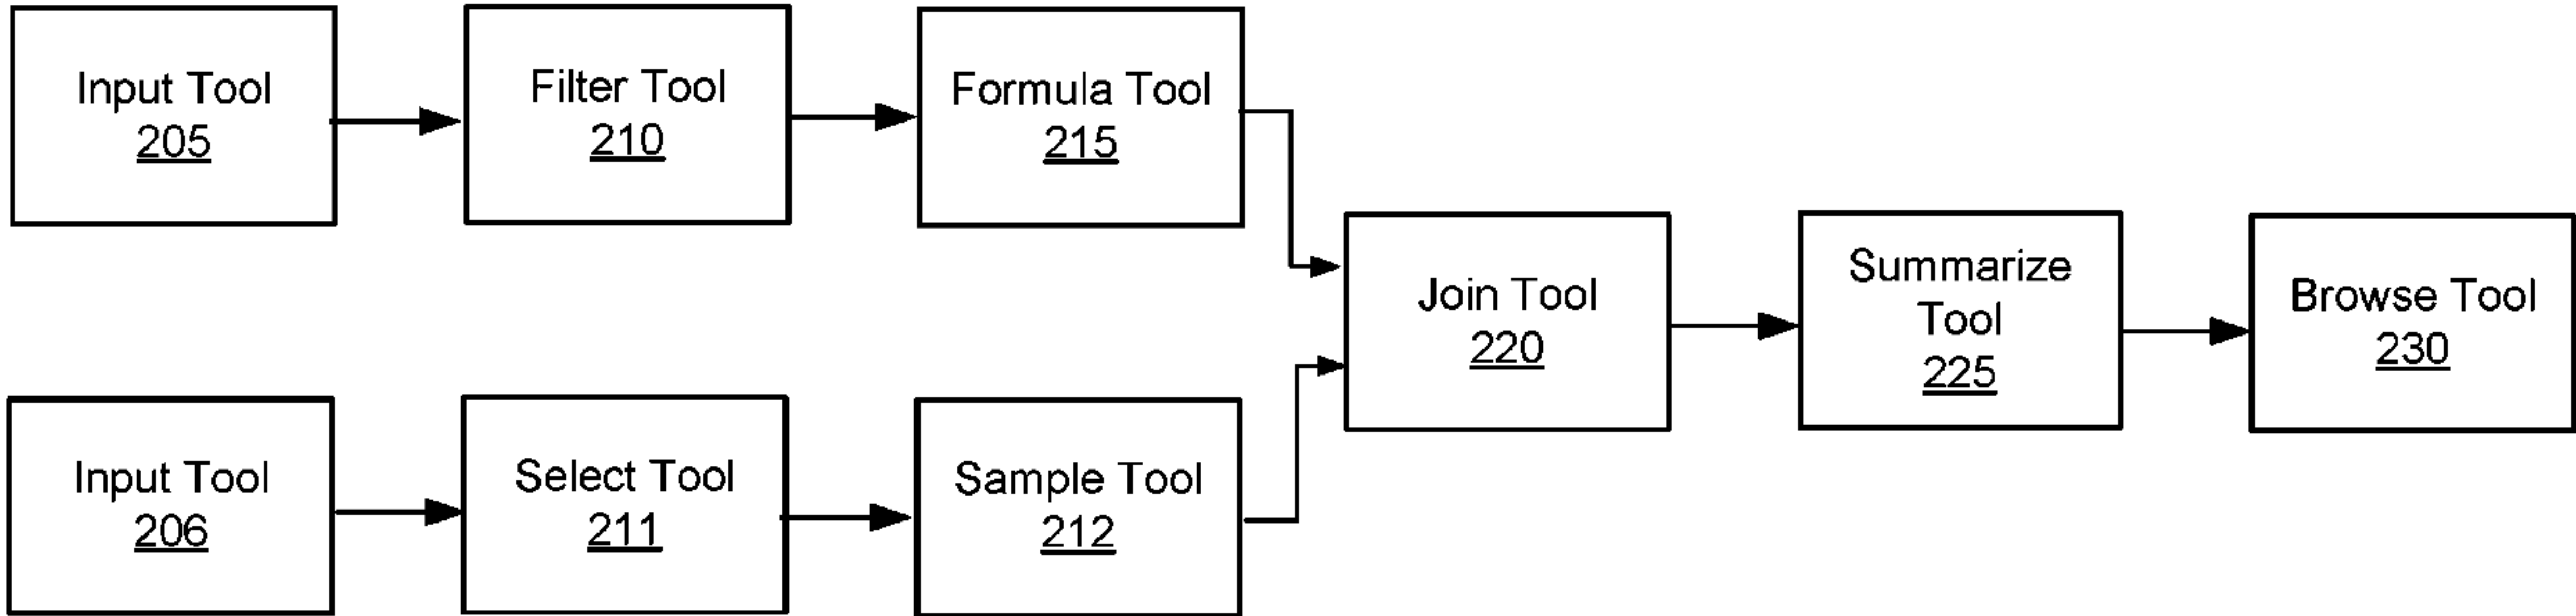 Input Tool
205
Filter Tool
210
Formula Tool
215
Join Tool
220
Summarize
Tool
225
Browse Tool
230
Input Tool
206
Select Tool
211
Sample Tool
212